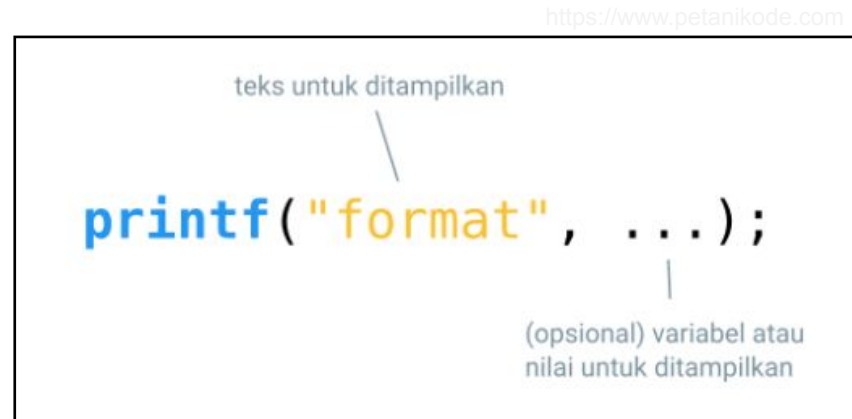 https://www.petanikode.com
teks untuk ditampilkan
printf("format", ...);
(opsional) variabel atau
nilai untuk ditampilkan